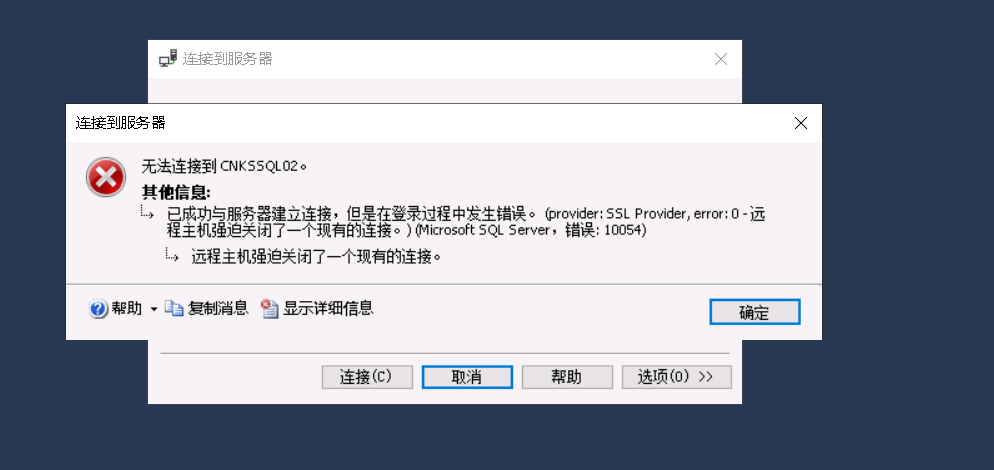 连接到服务器
连接到服务器
无法连接到 CNKSSQL02。
其他信息:
已成功与服务器建立连接，但是在登录过程中发生错误。 (provider: SSL Provider, error: 0 - 远
程主机强迫关闭了一个现有的连接。) (Microsoft SQL Server，错误: 10054)
远程主机强迫关闭了一个现有的连接。
帮助 复制消息 显示详细信息 确定
连接(C) 取消 帮助 选项(O) >>